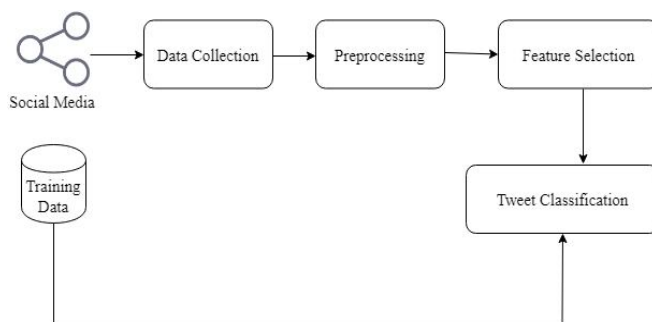 Data Collection
Preprocessing
Feature Selection
Social Media
Training
Data
Tweet Classification